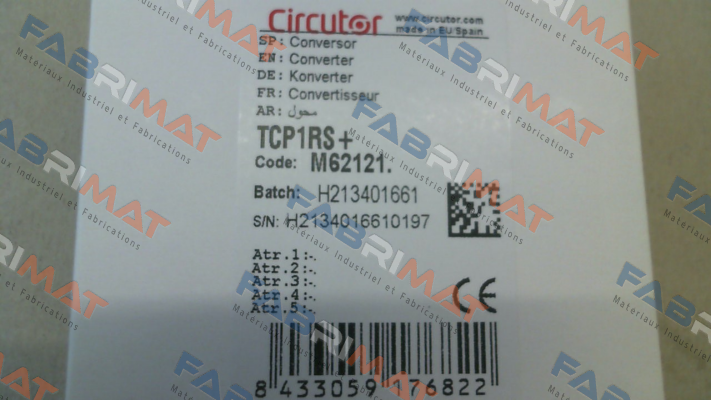 Circutor
www.circutor.com
made in EU Spain
SP: Conversor
EN: Converter
DE: Konverter
FR: Convertisseur
AR: محول
TCP1RS+
Code: M62121.
Batch: H213401661
S/N: H2134016610197
Atr.1:-.
Atr.2:-.
Atr.3:-.
Atr.4:-.
Atr.5:-.
CE
8 433059 176822
FABRIMAT
Materiaux Industriel et Fabrications